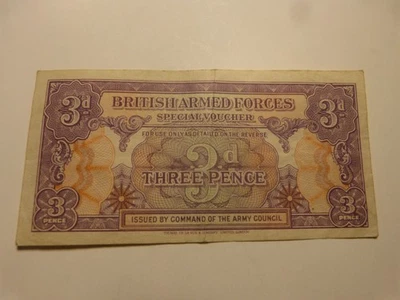 3d BRITISH ARMED FORCES 3d
SPECIAL VOUCHER
FOR USE ONLY AS DETAILED ON THE REVERSE
3d
THREE PENCE
3 PENCE ISSUED BY COMMAND OF THE ARMY COUNCIL 3 PENCE